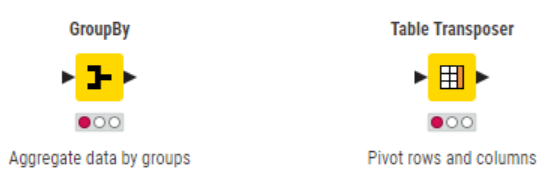 GroupBy
Table Transposer
Aggregate data by groups
Pivot rows and columns